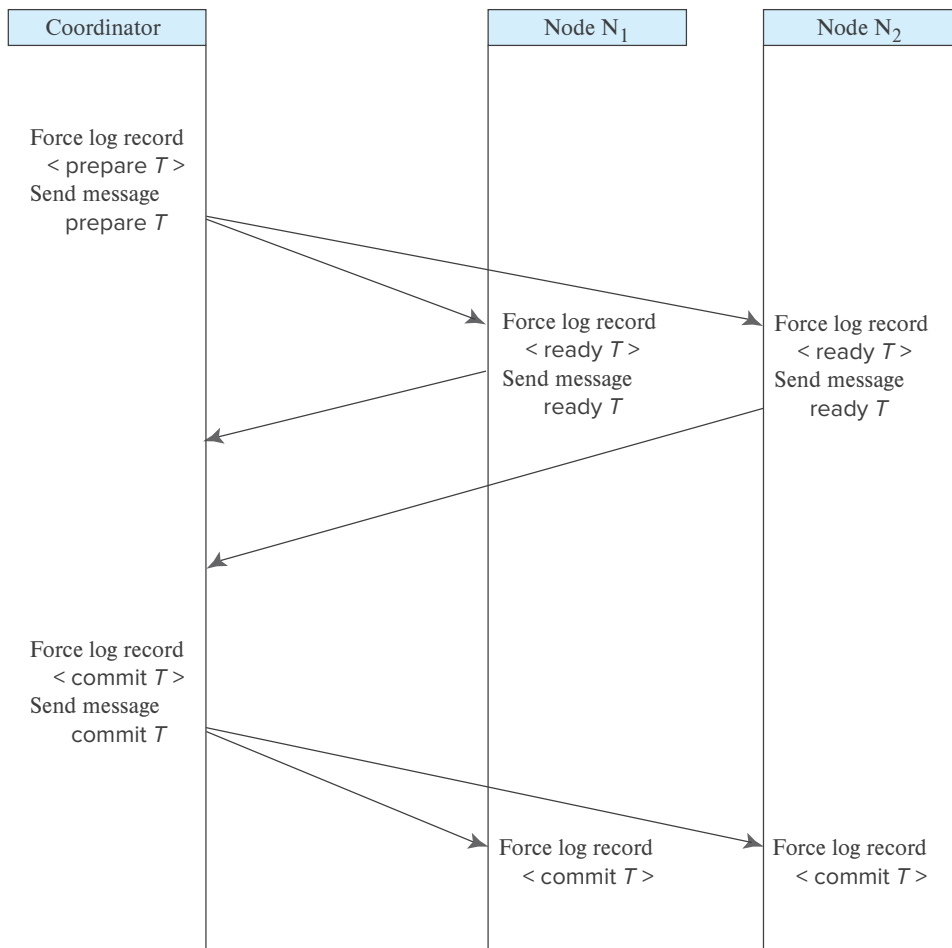 Coordinator
Node N₁
Node N₂
Force log record
< prepare T >
Send message
prepare T
Force log record
< ready T >
Send message
ready T
Force log record
< ready T >
Send message
ready T
Force log record
< commit T >
Send message
commit T
Force log record
< commit T >
Force log record
< commit T >